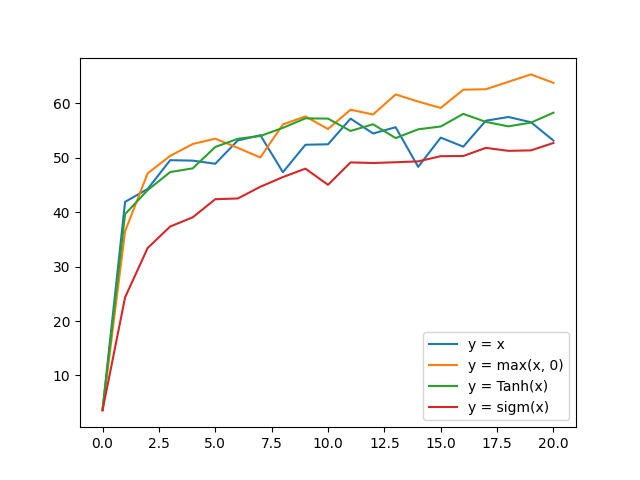 60
50
40
30
20
10
0.0 2.5 5.0 7.5 10.0 12.5 15.0 17.5 20.0
y = x
y = max(x, 0)
y = Tanh(x)
y = sigm(x)